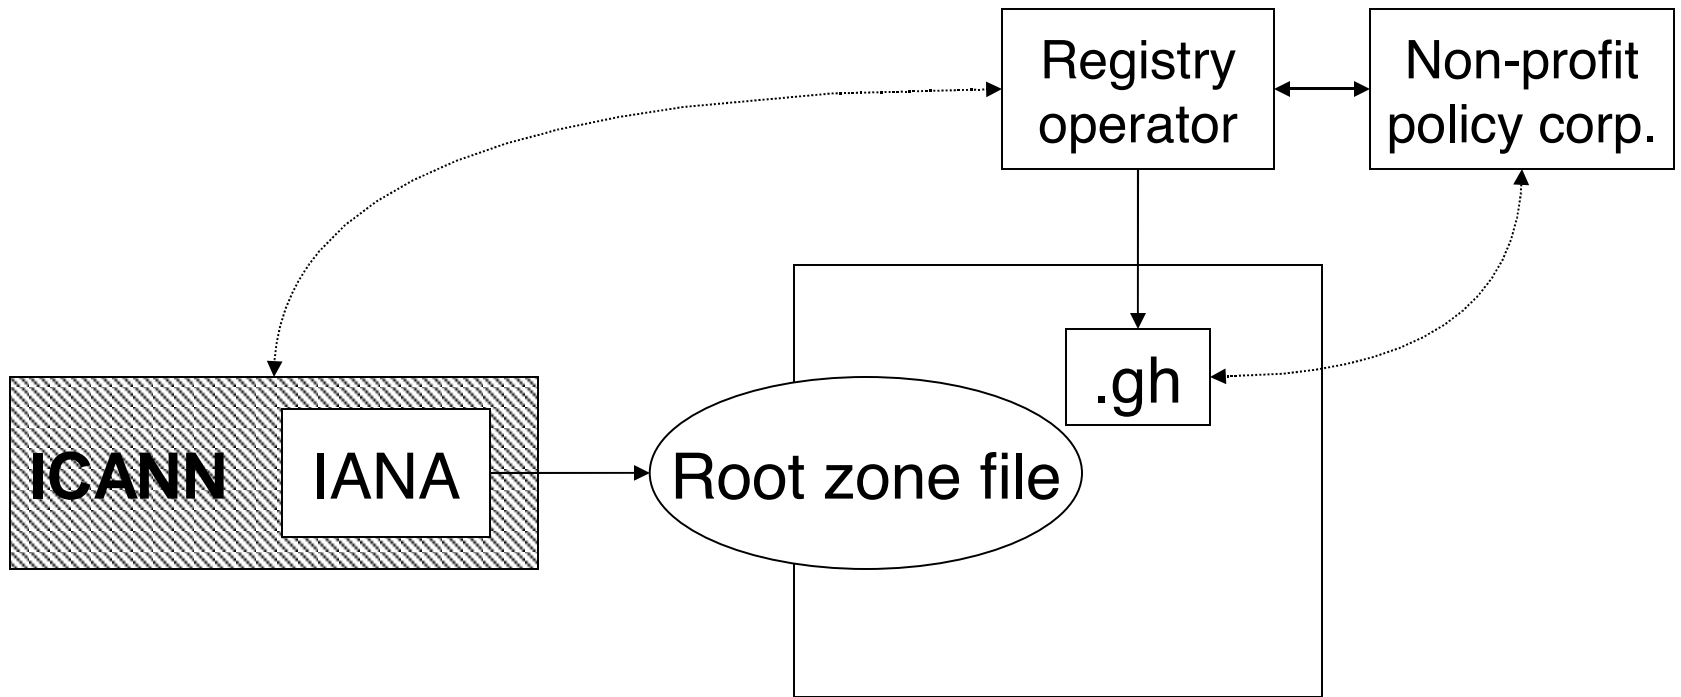 Registry
operator
Non-profit
policy corp.
.gh
ICANN
IANA
Root zone file